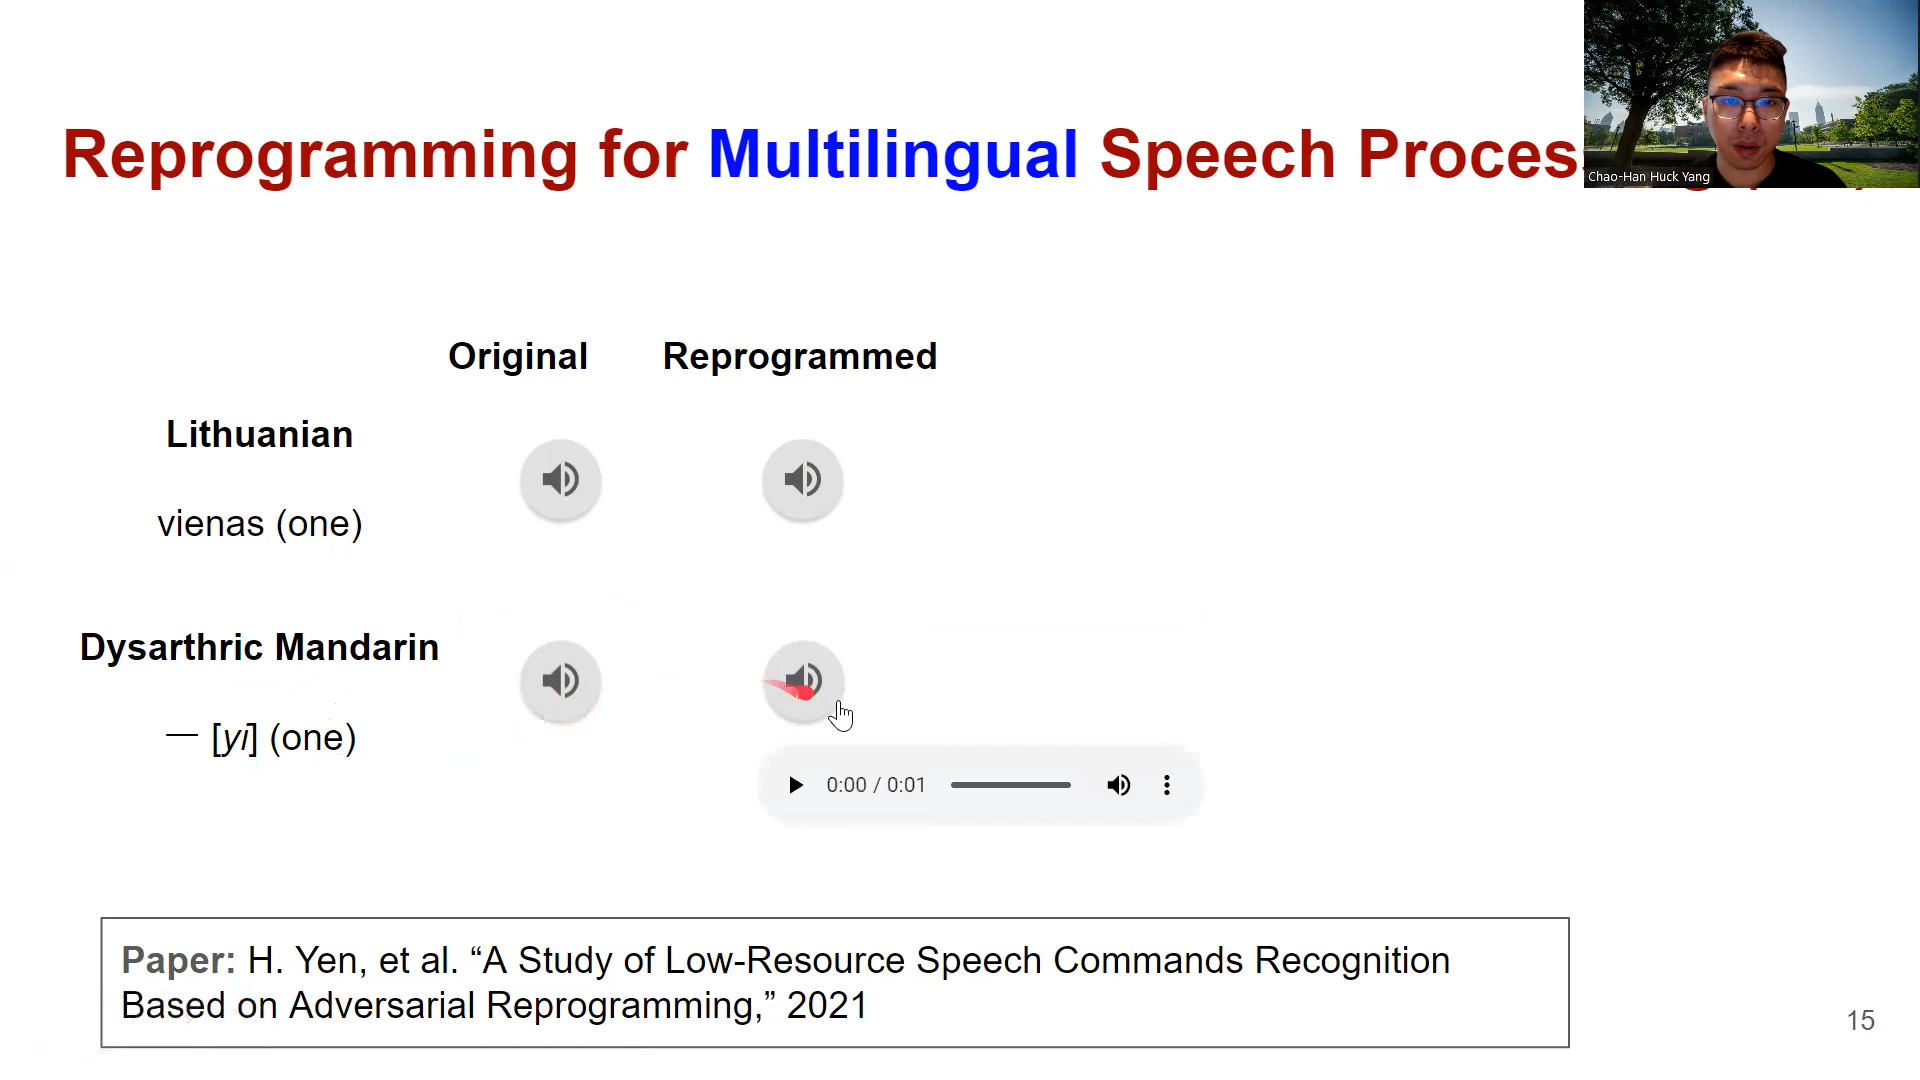 Reprogramming for Multilingual Speech Proces
Chao-Han Huck Yang
Original Reprogrammed
Lithuanian
vienas (one)
Dysarthric Mandarin
一 [yi] (one)
0:00 / 0:01
Paper: H. Yen, et al. “A Study of Low-Resource Speech Commands Recognition
Based on Adversarial Reprogramming,” 2021
15